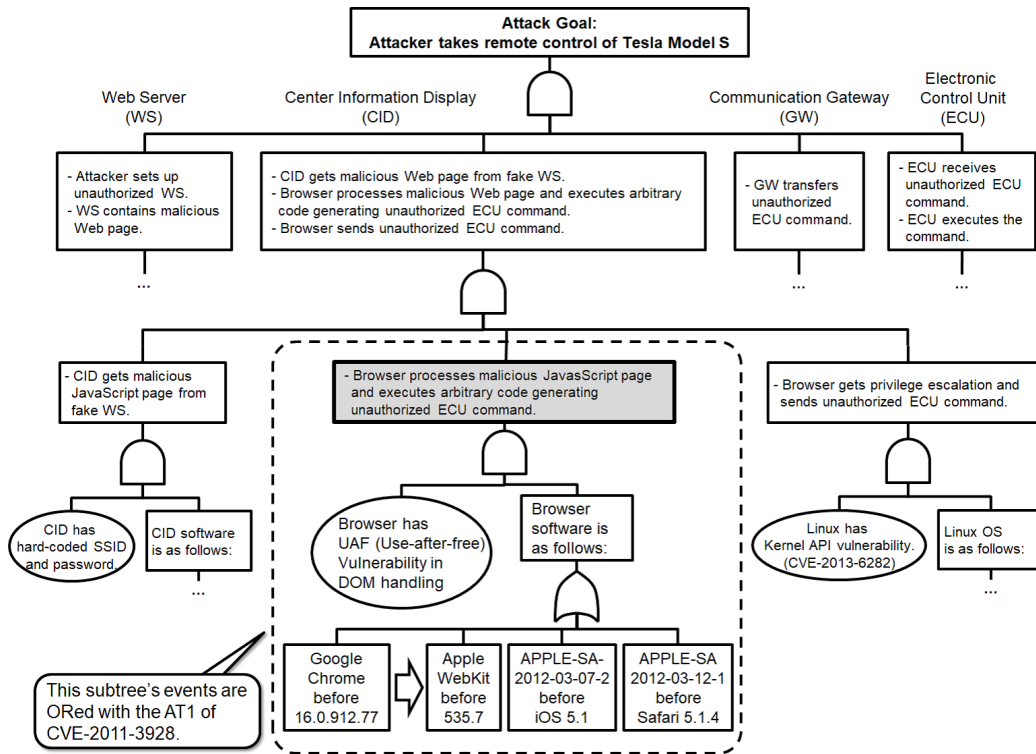 Attack Goal:
Attacker takes remote control of Tesla Model S
Web Server
(WS)
Center Information Display
(CID)
Communication Gateway
(GW)
Electronic
Control Unit
(ECU)
- Attacker sets up
unauthorized WS.
- WS contains malicious
Web page.
- CID gets malicious Web page from fake WS.
- Browser processes malicious Web page and executes arbitrary
code generating unauthorized ECU command.
- Browser sends unauthorized ECU command.
- GW transfers
unauthorized
ECU command.
- ECU receives
unauthorized ECU
command.
- ECU executes the
command.
...
...
...
- CID gets malicious
JavaScript page from
fake WS.
- Browser processes malicious JavasScript page
and executes arbitrary code generating
unauthorized ECU command.
- Browser gets privilege escalation and
sends unauthorized ECU command.
CID has
hard-coded SSID
and password.
CID software
is as follows:
...
Browser has
UAF (Use-after-free)
Vulnerability in
DOM handling
Browser
software is
as follows:
Linux has
Kernel API vulnerability.
(CVE-2013-6282)
Linux OS
is as follows:
...
Google
Chrome
before
16.0.912.77
Apple
WebKit
before
535.7
APPLE-SA-
2012-03-07-2
before
iOS 5.1
APPLE-SA
2012-03-12-1
before
Safari 5.1.4
This subtree's events are
ORed with the AT1 of
CVE-2011-3928.